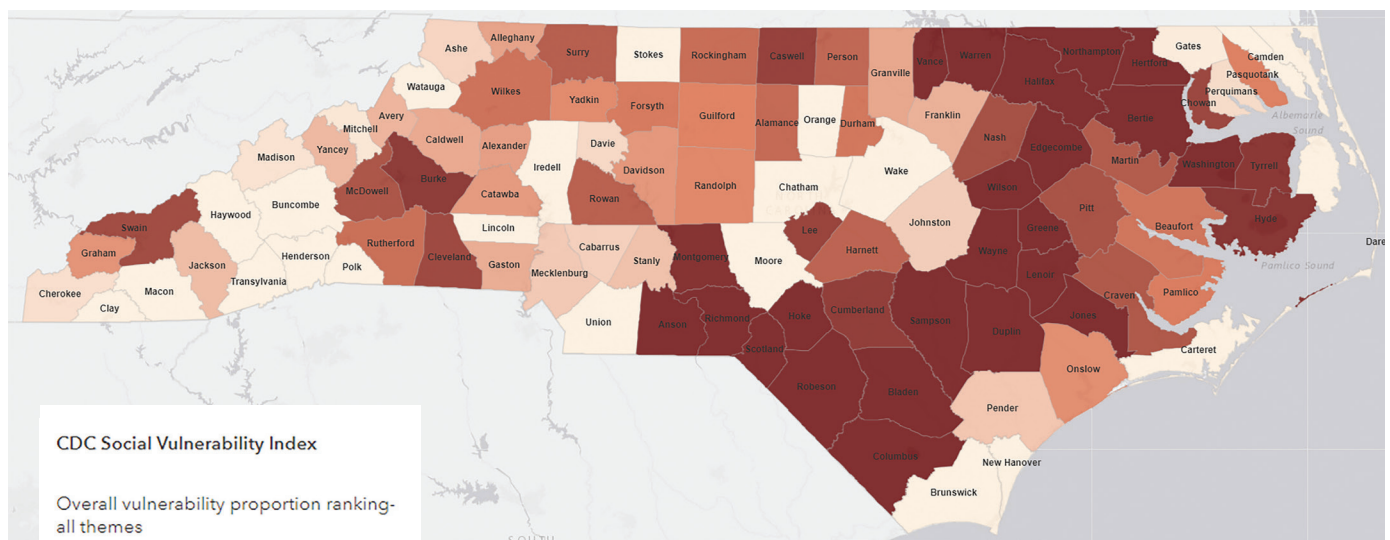 Ashe
Alleghany
Surry
Stokes
Rockingham
Caswell
Person
Granville
Vance
Warren
Northampton
Hertford
Gates
Camden
Pasquotank
Perquimans
Chowan
Halifax
Bertie
Watauga
Wilkes
Yadkin
Forsyth
Guilford
Alamance
Orange
Durham
Franklin
Nash
Edgecombe
Martin
Washington
Tyrrell
Albemarle
Sound
Avery
Mitchell
Yancey
Madison
Caldwell
Alexander
Iredell
Davie
Davidson
Randolph
Chatham
Wake
Wilson
Pitt
Beaufort
Hyde
Dare
McDowell
Burke
Catawba
Rowan
Johnston
Greene
Wayne
Swain
Haywood
Buncombe
Rutherford
Cleveland
Lincoln
Gaston
Mecklenburg
Cabarrus
Stanly
Montgomery
Moore
Lee
Harnett
Lenoir
Craven
Pamlico
Pamlico Sound
Graham
Jackson
Henderson
Polk
Transylvania
Cherokee
Macon
Clay
Union
Anson
Richmond
Scotland
Hoke
Cumberland
Sampson
Duplin
Jones
Carteret
Onslow
Robeson
Bladen
Pender
Columbus
New Hanover
Brunswick
CDC Social Vulnerability Index
Overall vulnerability proportion ranking-
all themes